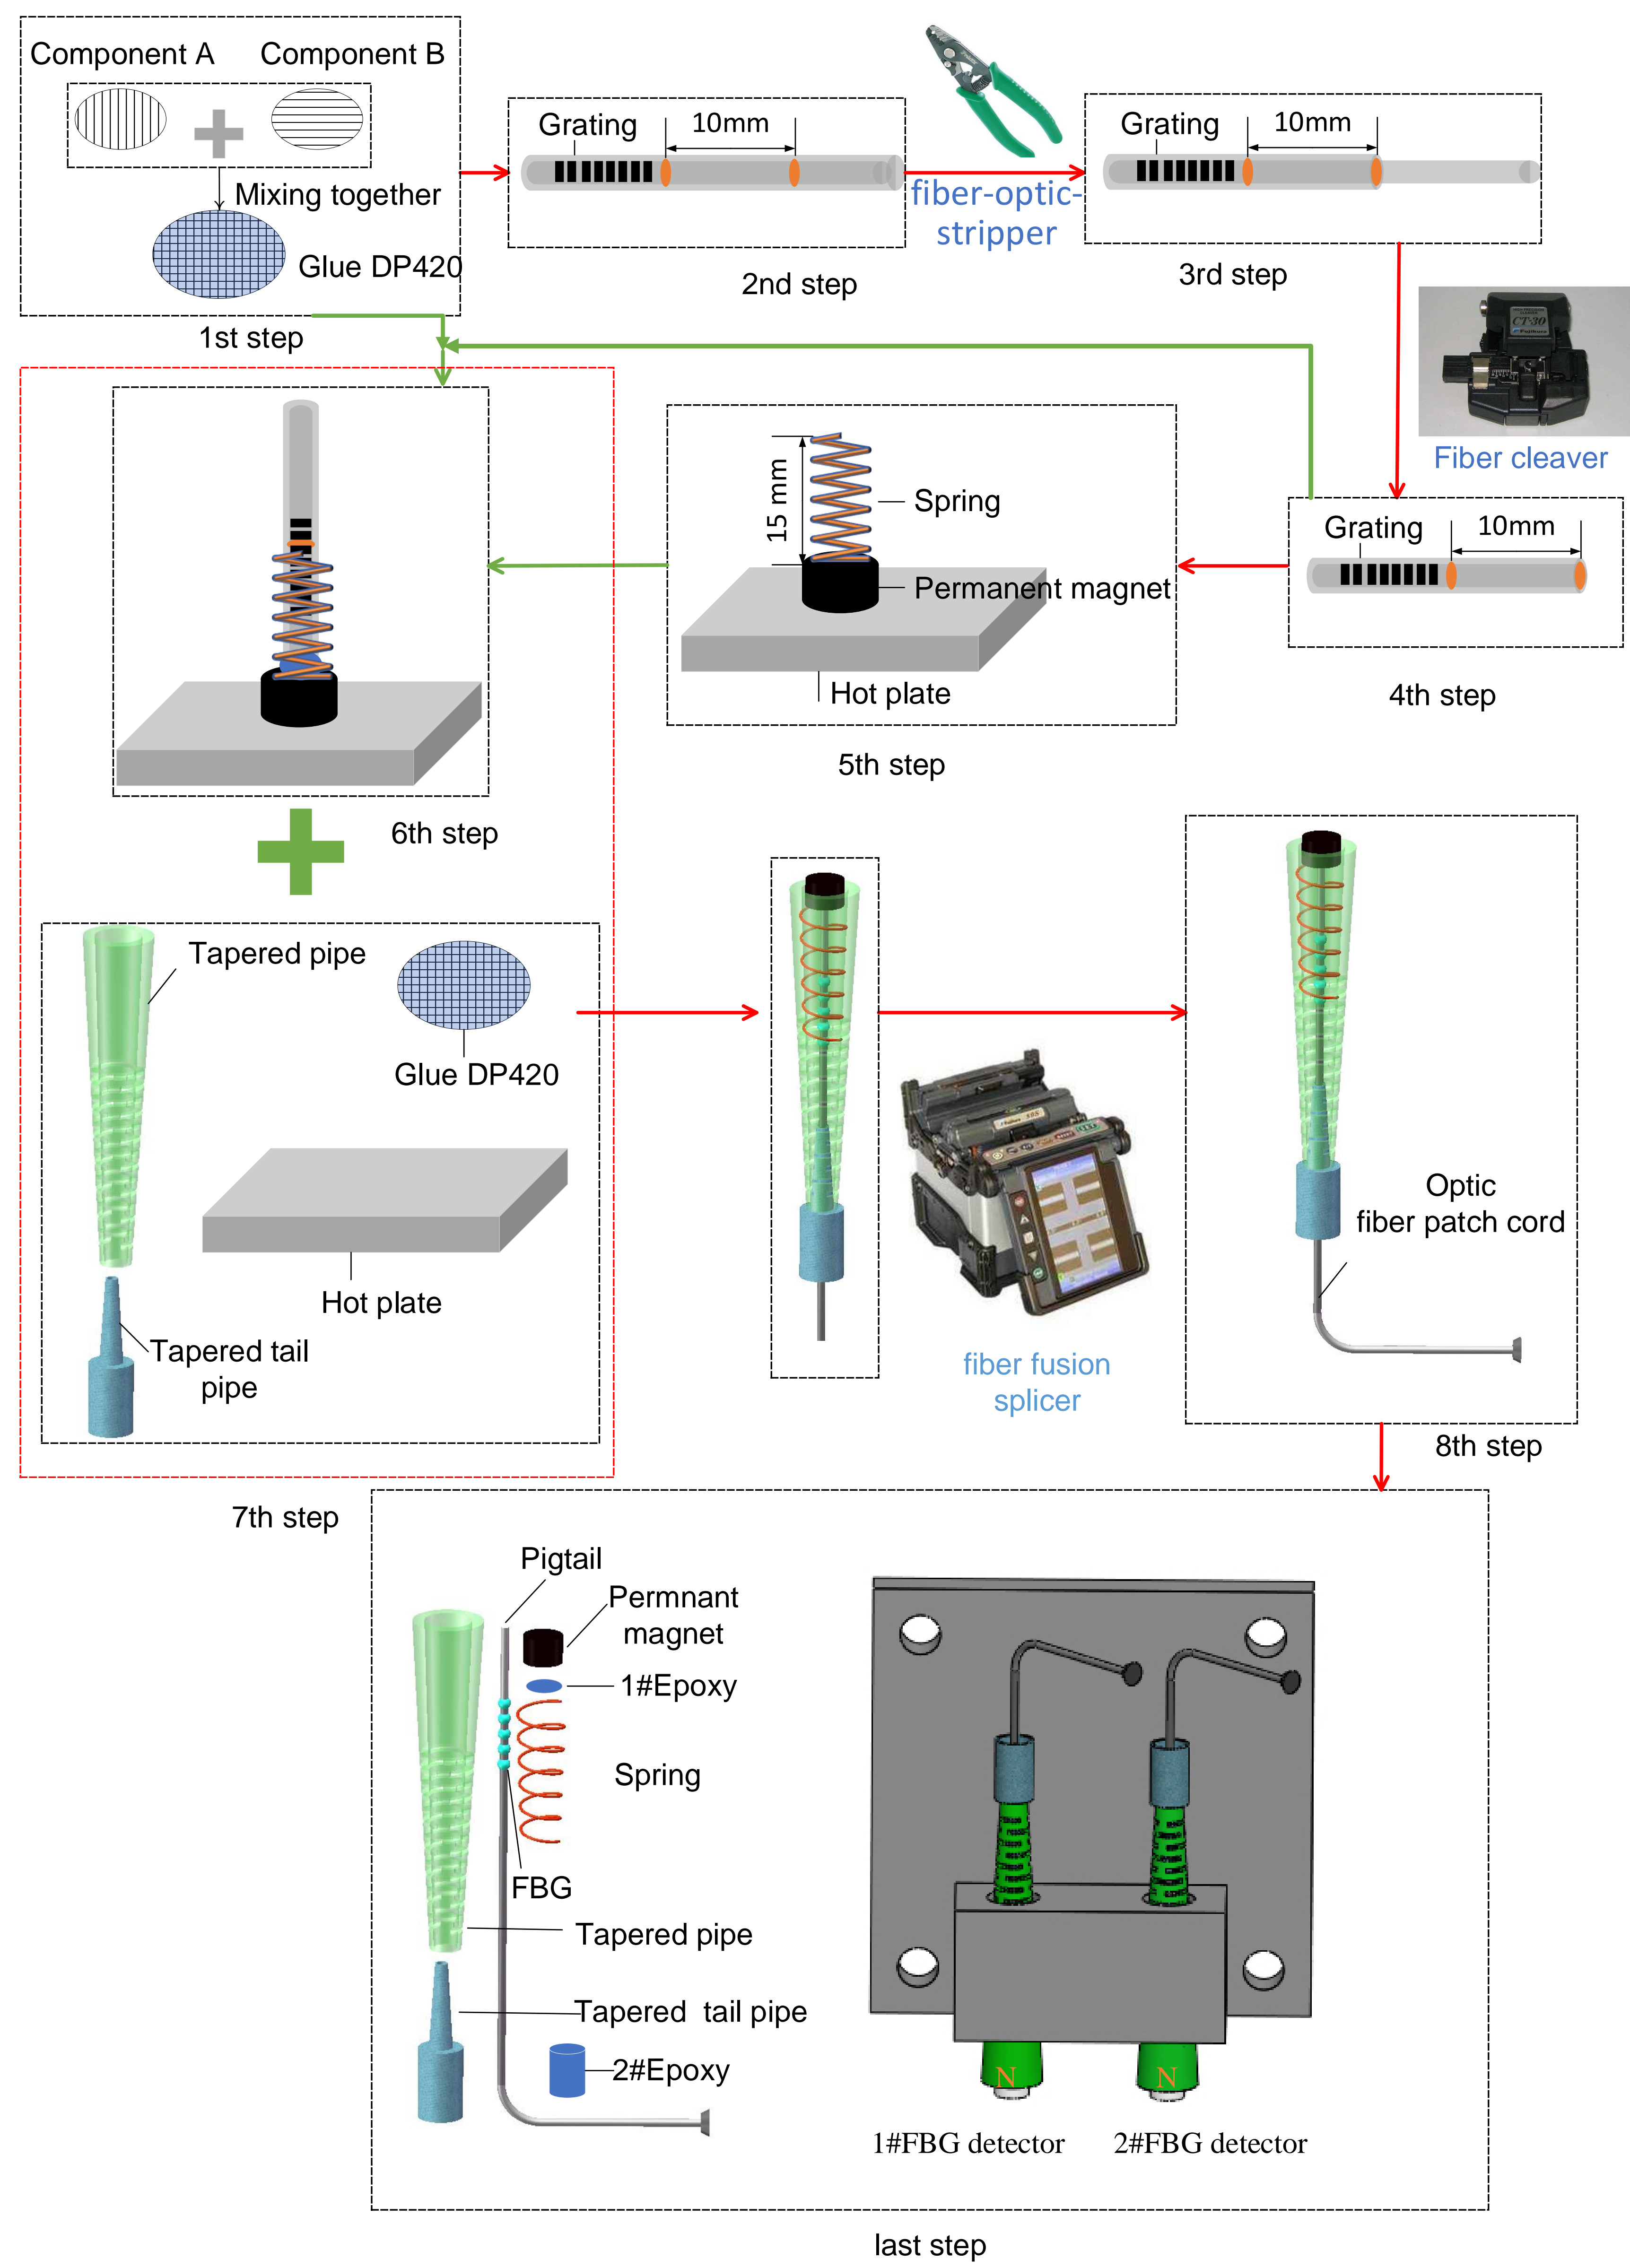 Component A
Component B
Mixing together
Glue DP420
1st step
Grating
10mm
2nd step
fiber-optic-
stripper
Grating
10mm
3rd step
CT-30
Fujikura
Fiber cleaver
Grating
10mm
4th step
15 mm
Spring
Permanent magnet
Hot plate
5th step
6th step
Tapered pipe
Glue DP420
Hot plate
Tapered tail
pipe
7th step
fiber fusion
splicer
Optic
fiber patch cord
8th step
Pigtail
Permnant
magnet
1#Epoxy
Spring
FBG
Tapered pipe
Tapered tail pipe
2#Epoxy
N
N
1#FBG detector
2#FBG detector
last step